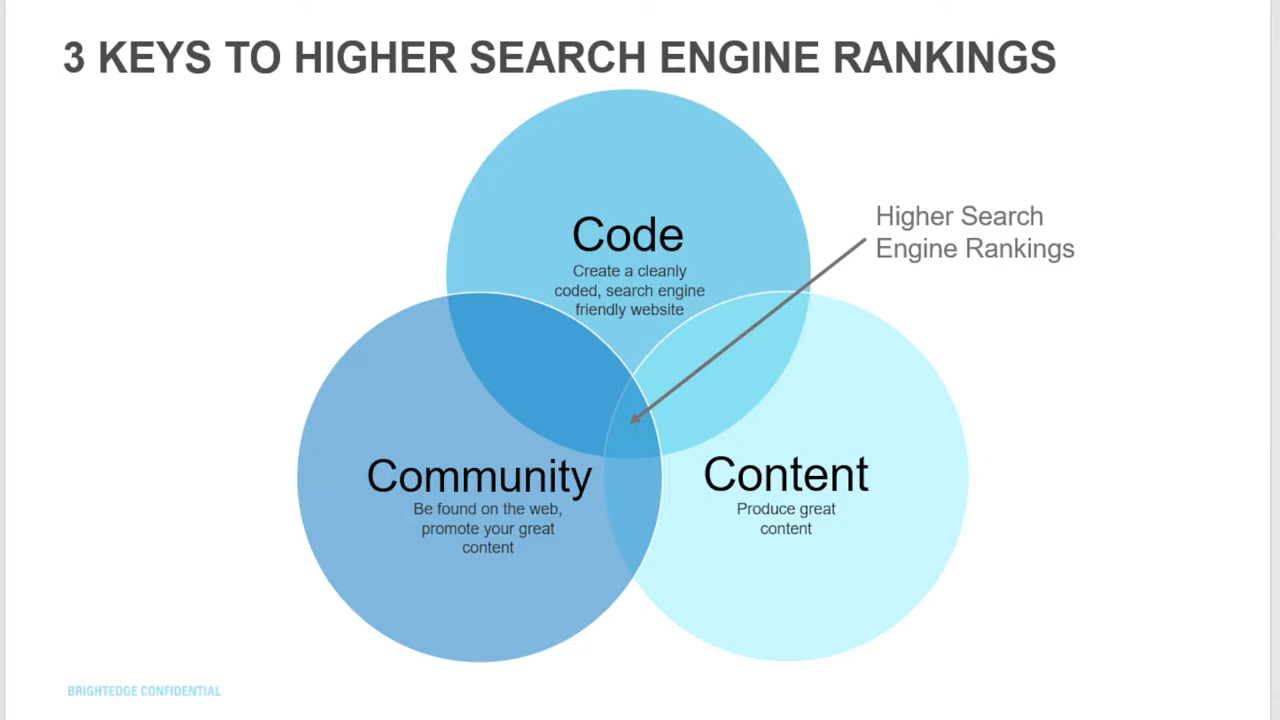 3 KEYS TO HIGHER SEARCH ENGINE RANKINGS
Code
Create a cleanly
coded, search engine
friendly website
Higher Search
Engine Rankings
Community
Be found on the web,
promote your great
content
Content
Produce great
content
BRIGHTEDGE CONFIDENTIAL